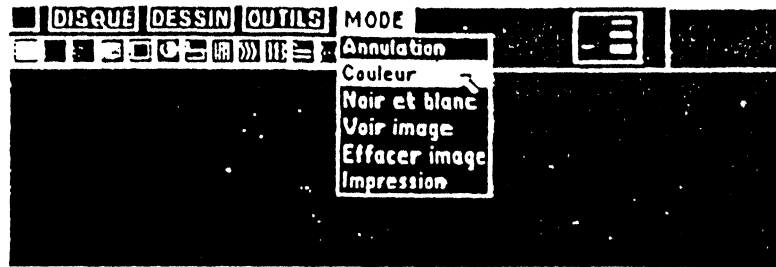 DISQUE DESSIN OUTILS MODE
Annulation
Couleur
Noir et blanc
Voir image
Effacer image
Impression